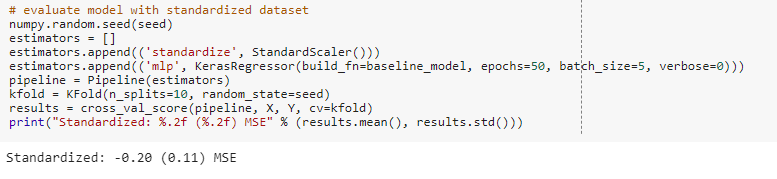 # evaluate model with standardized dataset
numpy.random.seed(seed)
estimators = []
estimators.append(('standardize', StandardScaler()))
estimators.append(('mlp', KerasRegressor(build_fn=baseline_model, epochs=50, batch_size=5, verbose=0)))
pipeline = Pipeline(estimators)
kfold = KFold(n_splits=10, random_state=seed)
results = cross_val_score(pipeline, X, Y, cv=kfold)
print("Standardized: %.2f (%.2f) MSE" % (results.mean(), results.std()))
Standardized: -0.20 (0.11) MSE